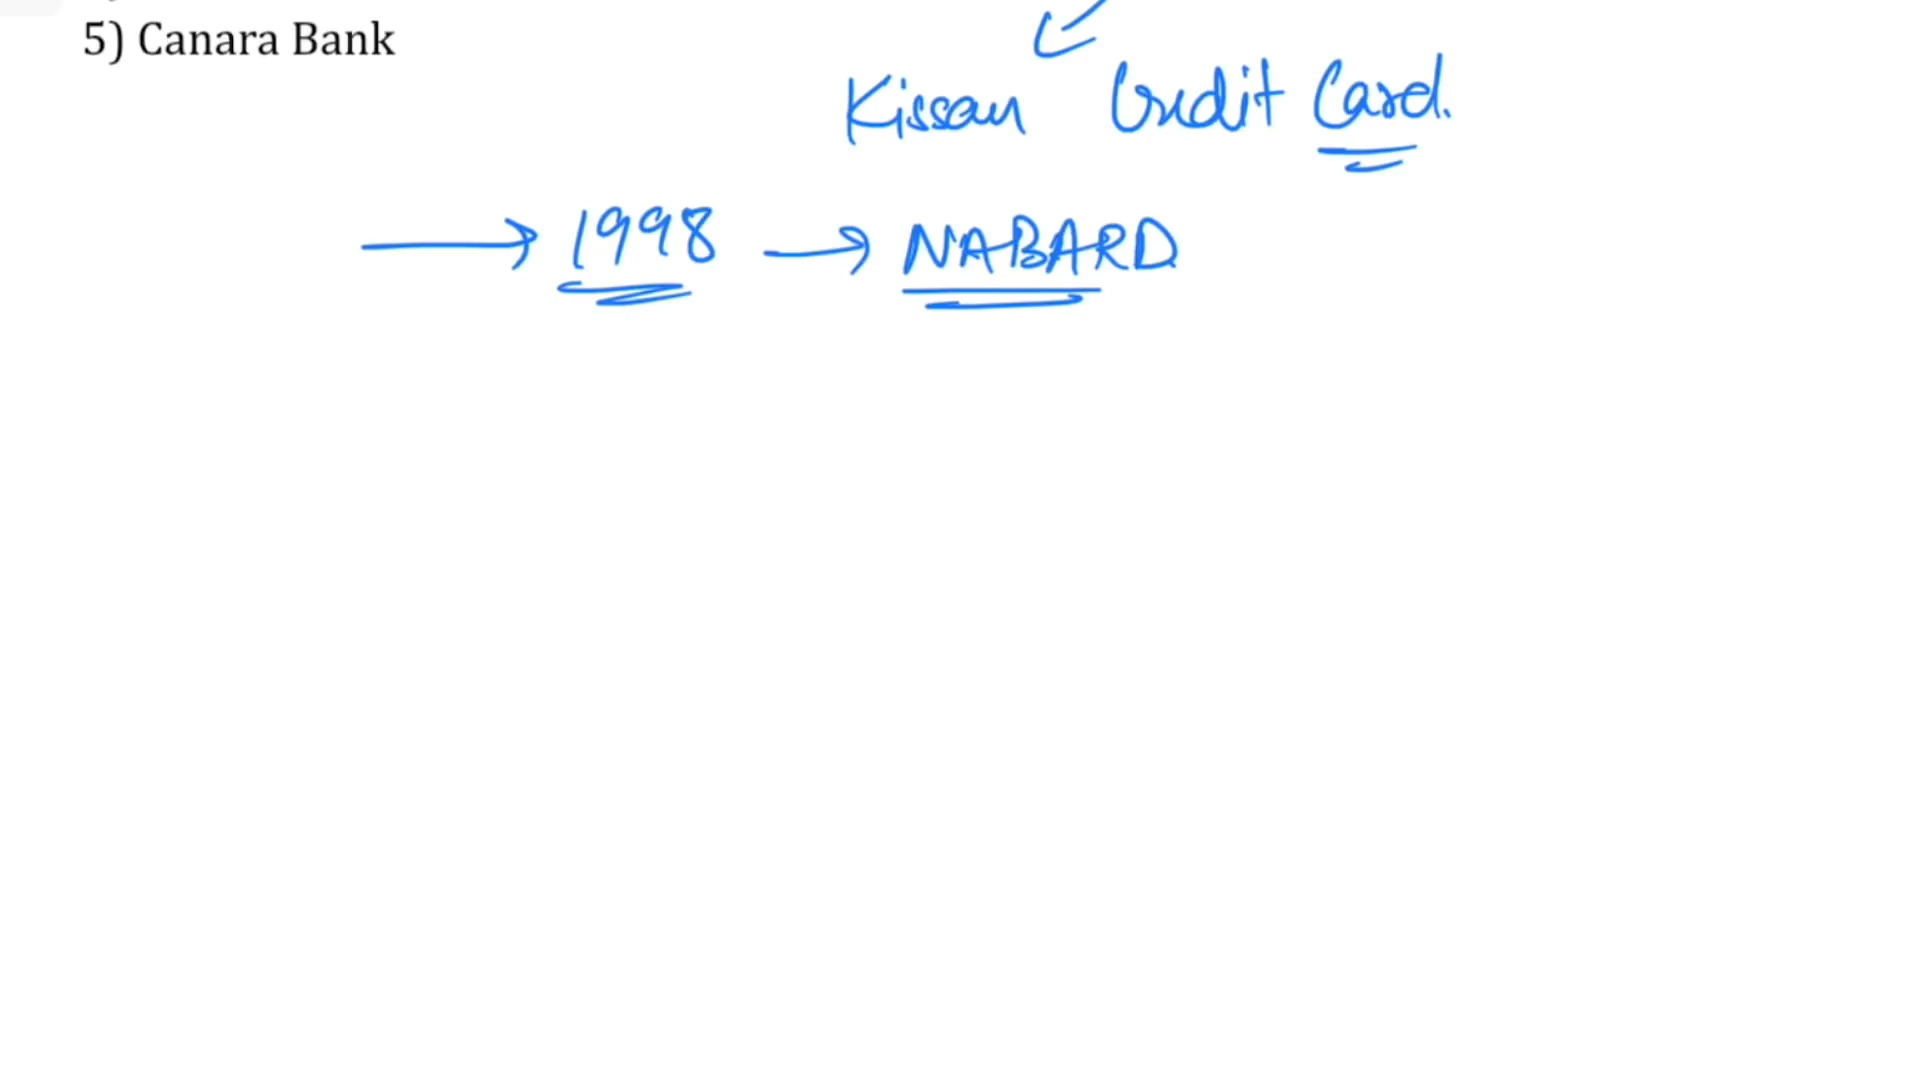 5) Canara Bank
Kissan Credit Card.
→ 1998 → NABARD